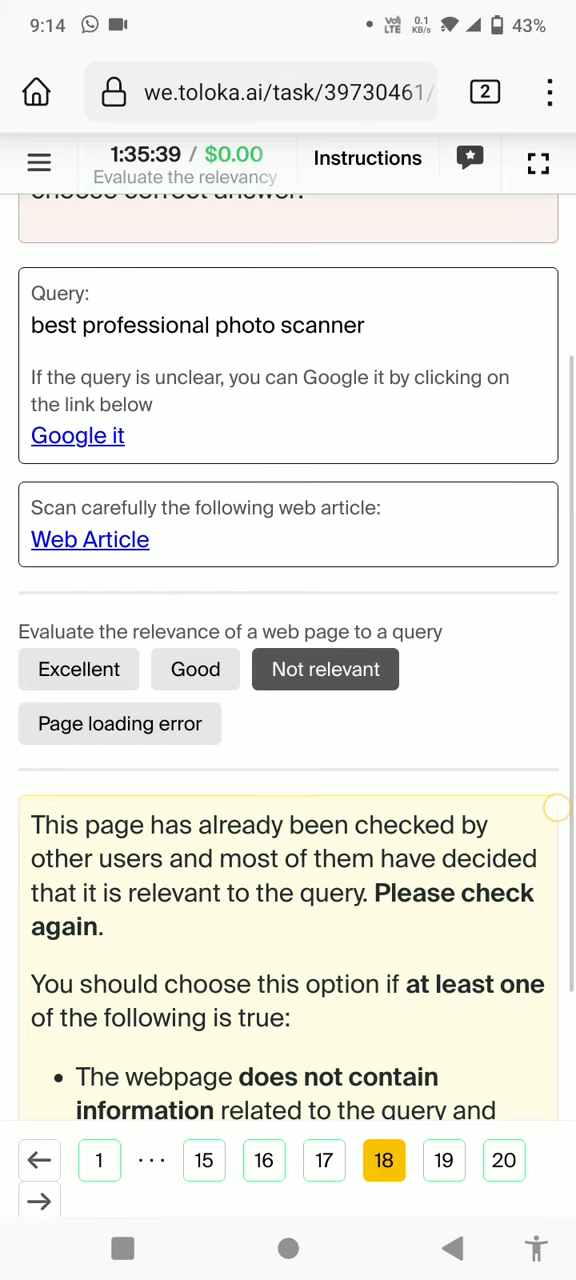 9:14
Vo) LTE 0.1 KB/s 43%
we.toloka.ai/task/39730461/
2
1:35:39 / $0.00
Evaluate the relevancy
Instructions
choose correct answer.
Query:
best professional photo scanner
If the query is unclear, you can Google it by clicking on
the link below
Google it
Scan carefully the following web article:
Web Article
Evaluate the relevance of a web page to a query
Excellent Good Not relevant
Page loading error
This page has already been checked by
other users and most of them have decided
that it is relevant to the query. Please check
again.
You should choose this option if at least one
of the following is true:
• The webpage does not contain
information related to the query and
1 ... 15 16 17 18 19 20